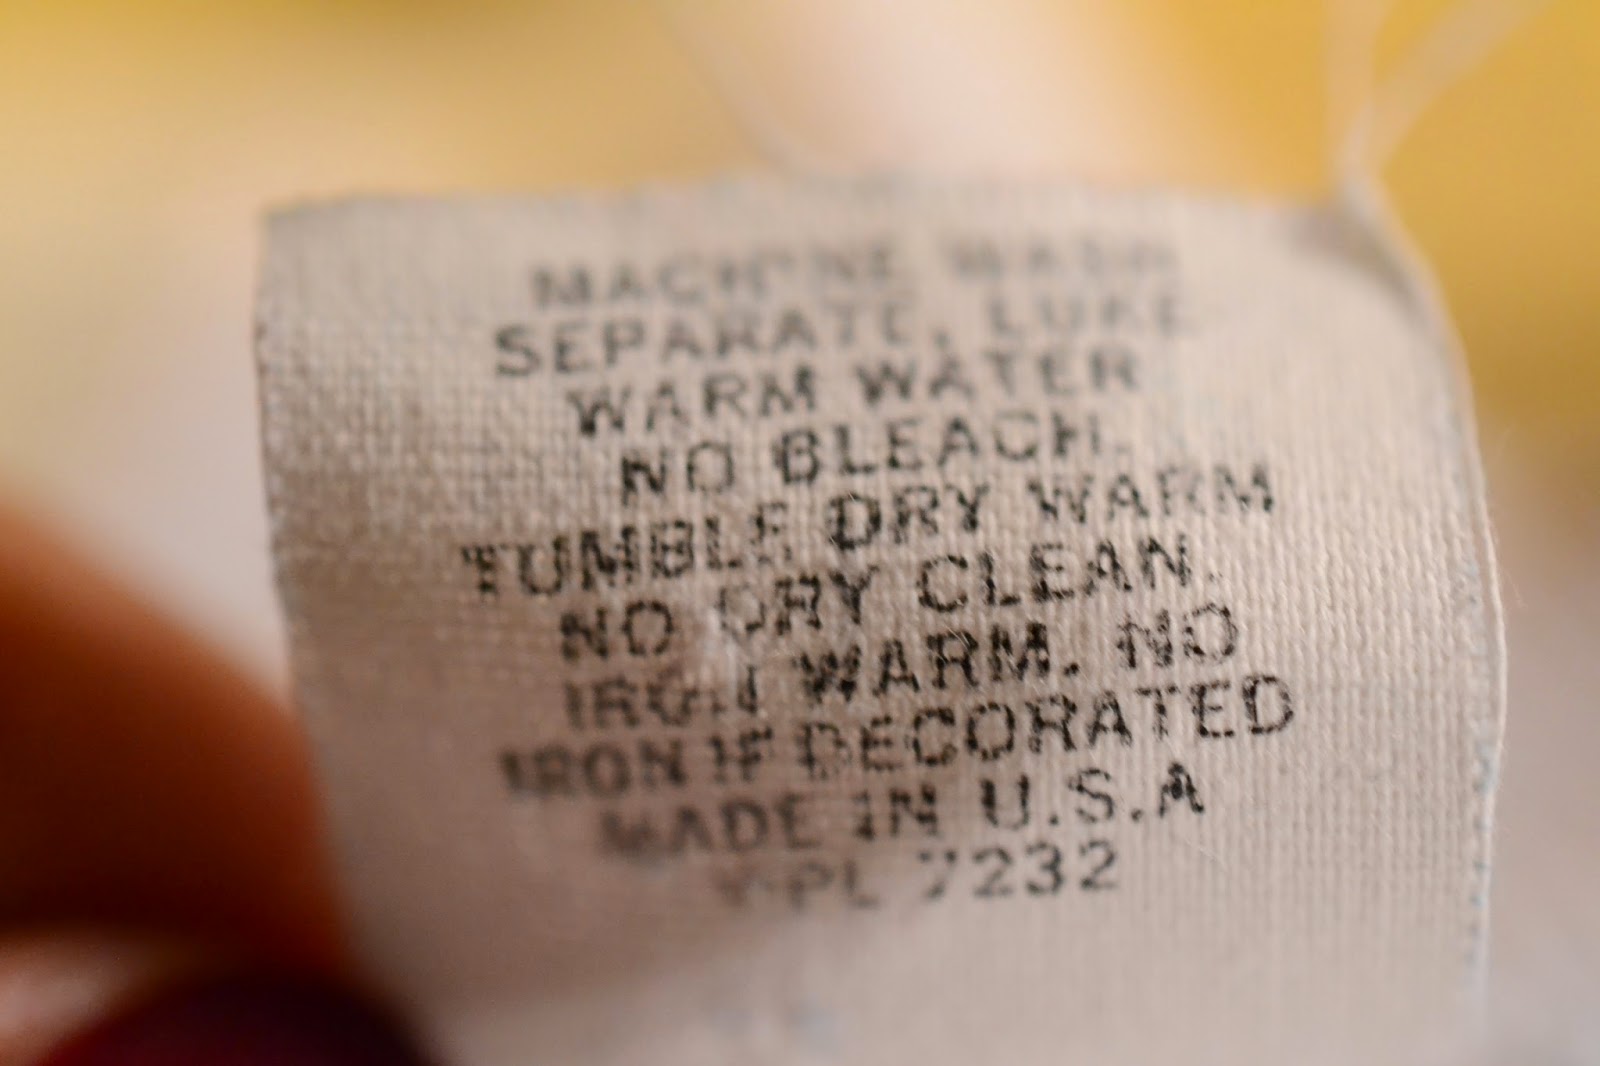 MACHINE WASH
SEPARATE, LUKE
WARM WATER
NO BLEACH.
TUMBLE DRY WARM
NO DRY CLEAN.
IRON WARM. NO
IRON IF DECORATED
MADE IN U.S.A
7232